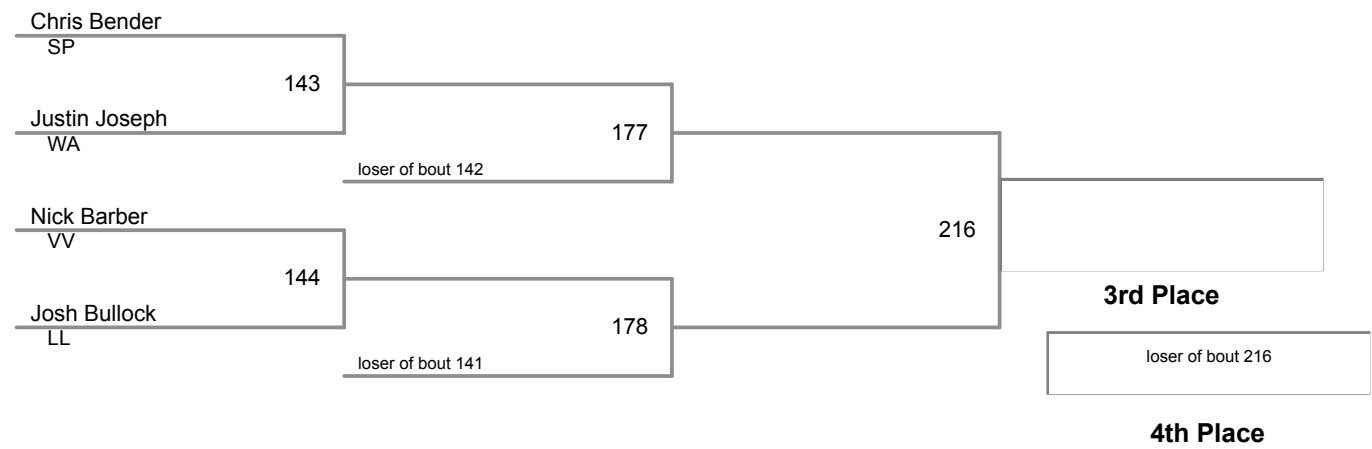 Chris Bender
SP
143
Justin Joseph
WA
177
loser of bout 142
Nick Barber
VV
216
144
3rd Place
Josh Bullock
LL
178
loser of bout 216
loser of bout 141
4th Place